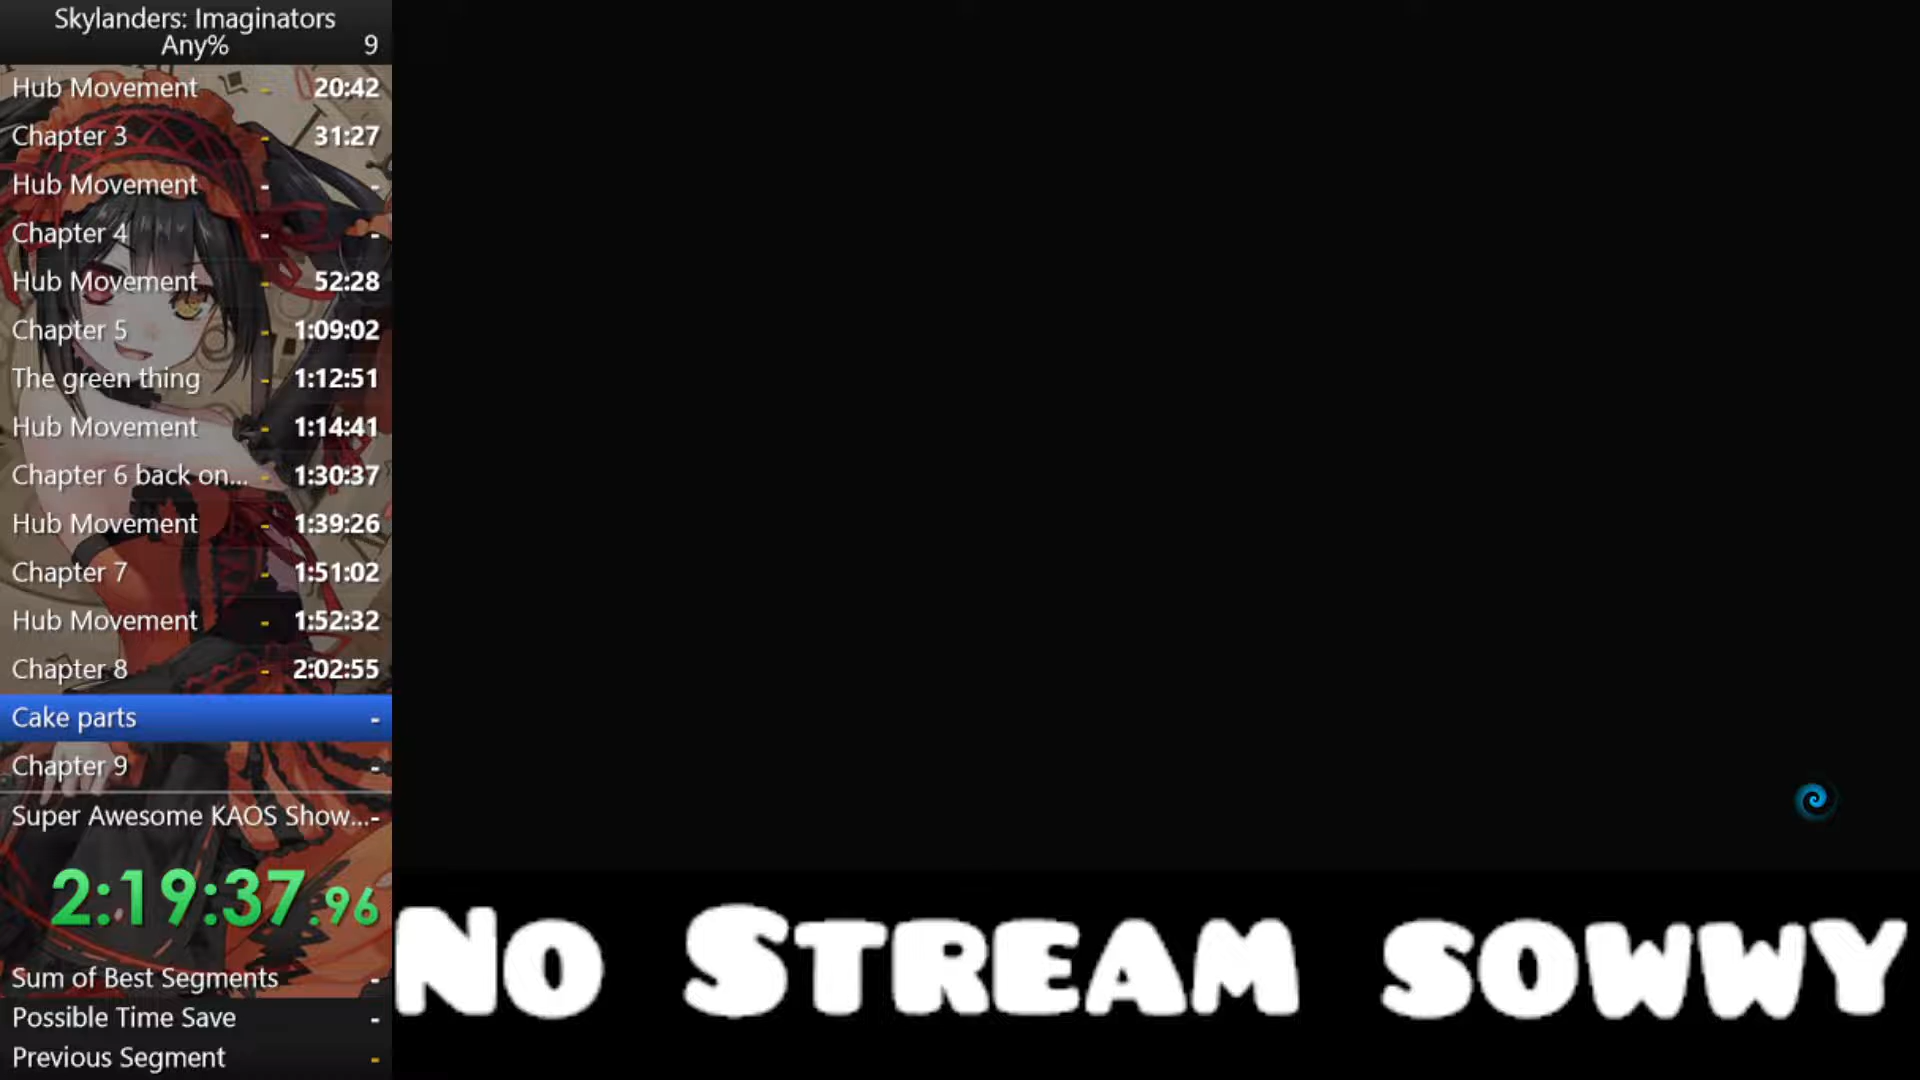 Skylanders: Imaginators
Any% 9
Hub Movement - 20:42
Chapter 3 - 31:27
Hub Movement - -
Chapter 4 - -
Hub Movement - 52:28
Chapter 5 - 1:09:02
The green thing - 1:12:51
Hub Movement - 1:14:41
Chapter 6 back on... - 1:30:37
Hub Movement - 1:39:26
Chapter 7 - 1:51:02
Hub Movement - 1:52:32
Chapter 8 - 2:02:55
Cake parts -
Chapter 9 -
Super Awesome KAOS Show...-
2:19:37.96
Sum of Best Segments -
Possible Time Save -
Previous Segment -
No Stream sowwy